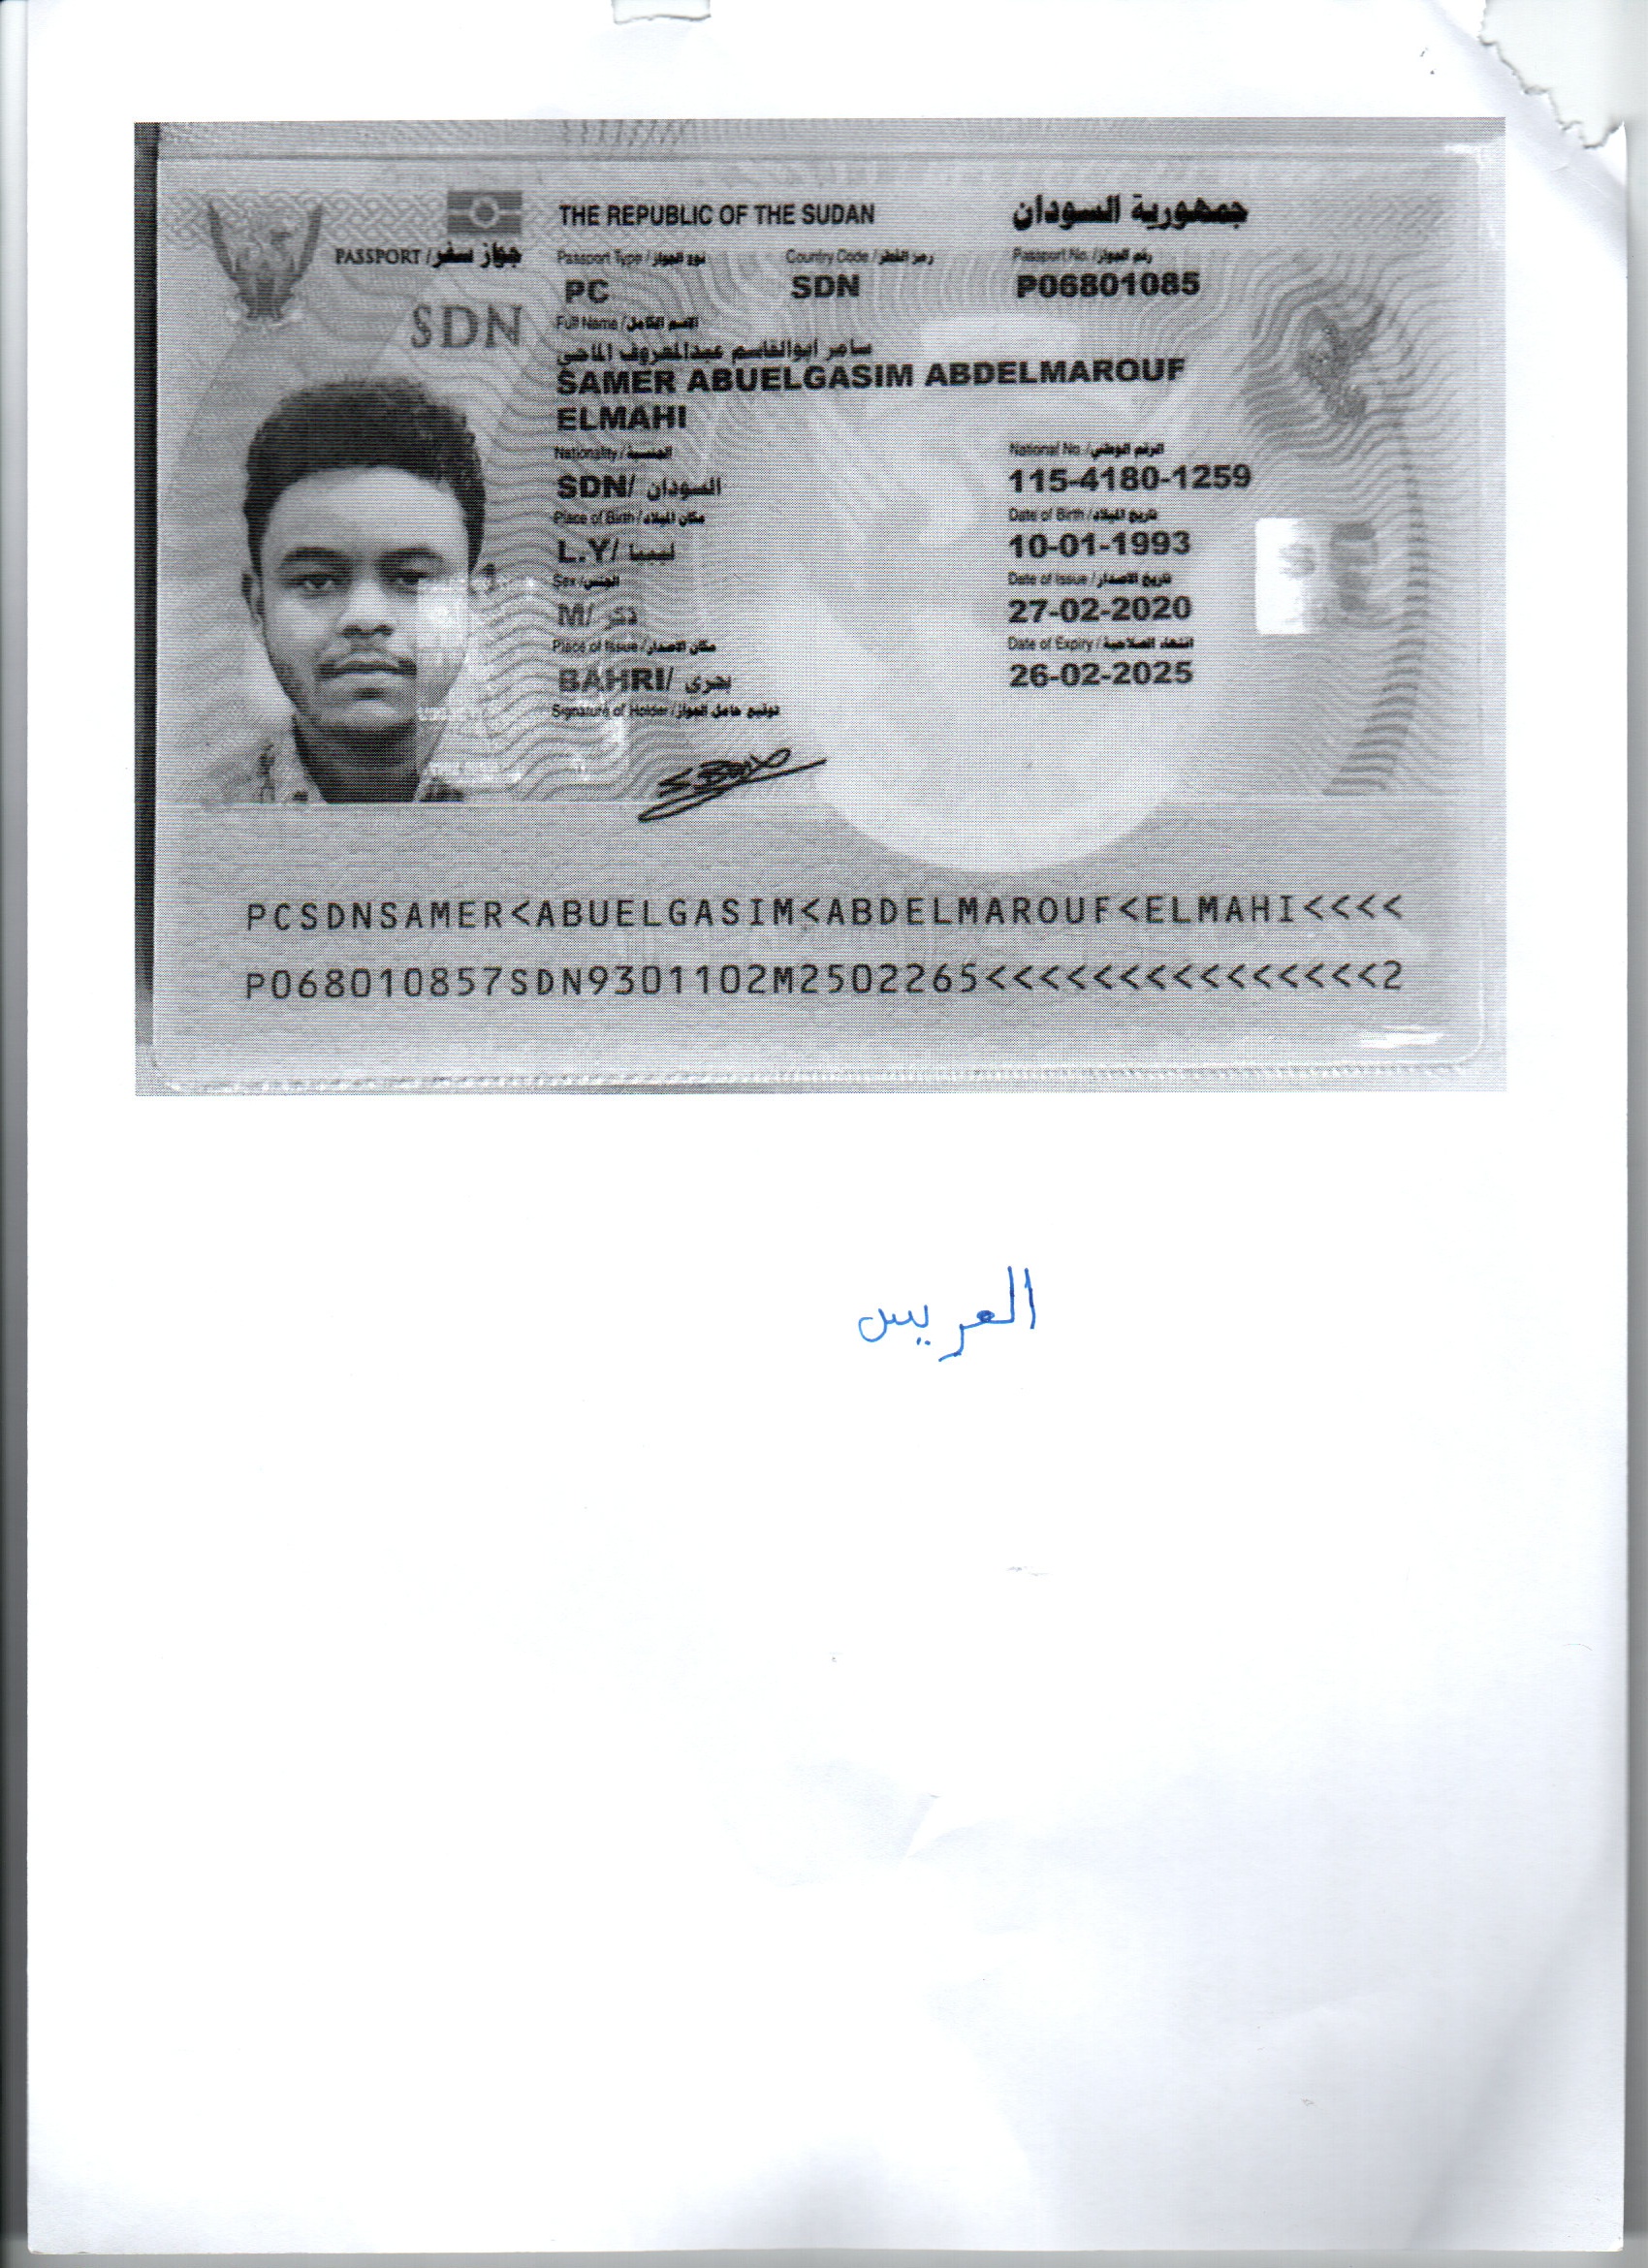 THE REPUBLIC OF THE SUDAN جمهورية السودان
PASSPORT / جواز سفر
Passport Type / نوع الجواز Country Code / رمز القطر Passport No. / رقم الجواز
PC SDN P06801085
SDN
Full Name / الاسم الكامل
سامر ابوالقاسم عبدالمعروف الماحى
SAMER ABUELGASIM ABDELMAROUF
ELMAHI
Nationality / الجنسية National No. / الرقم الوطني
SDN/ السودان 115-4180-1259
Place of Birth / مكان الميلاد Date of Birth / تاريخ الميلاد
L.Y/ ليبيا 10-01-1993
Sex / الجنس Date of Issue / تاريخ الاصدار
M/ ذكر 27-02-2020
Place of Issue / مكان الاصدار Date of Expiry / انتهاء الصلاحية
BAHRI/ بحرى 26-02-2025
Signature of Holder / توقيع حامل الجواز
PCSDNSAMER<ABUELGASIM<ABDELMAROUF<ELMAHI<<<<
P068010857SDN9301102M2502265<<<<<<<<<<<<<<<2
العريس